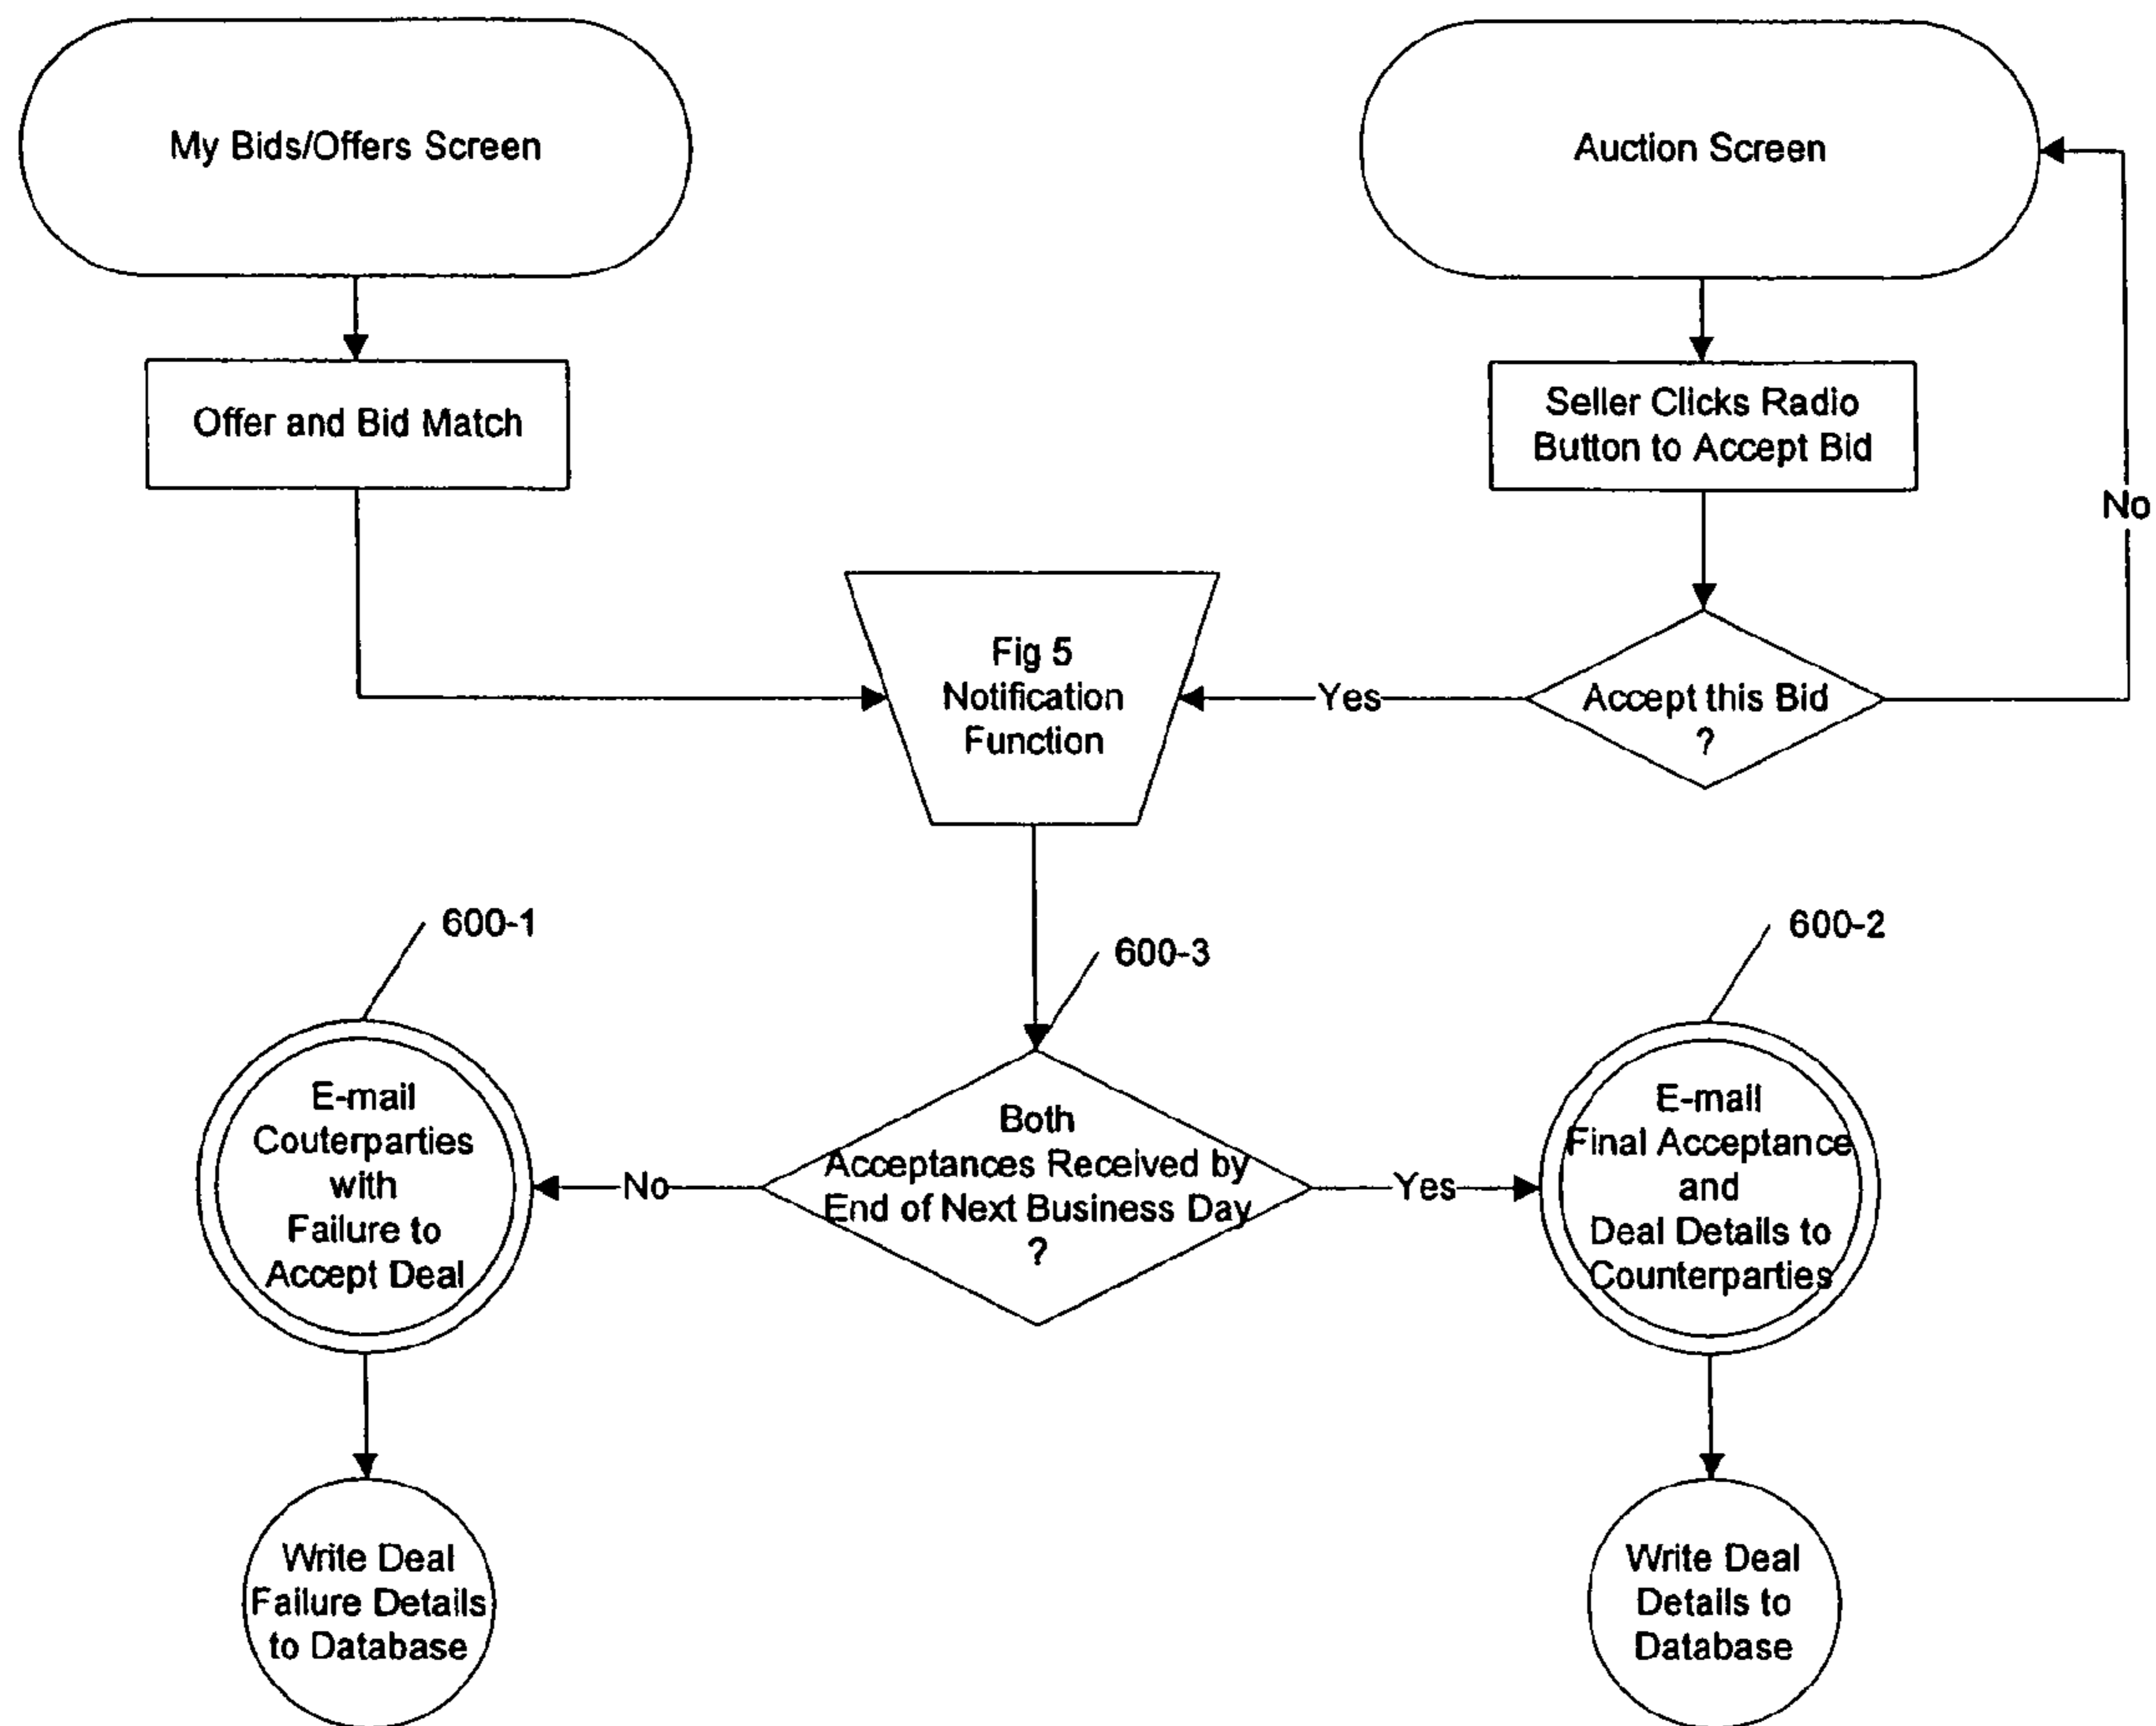 My Bids/Offers Screen
Auction Screen
Offer and Bid Match
Seller Clicks Radio
Button to Accept Bid
No
Fig 5
Notification
Function
Yes
Accept this Bid
?
600-1
600-3
600-2
E-mail
Couterparties
with
Failure to
Accept Deal
No
Both
Acceptances Received by
End of Next Business Day
?
Yes
E-mail
Final Acceptance
and
Deal Details to
Counterparties
Write Deal
Failure Details
to Database
Write Deal
Details to
Database